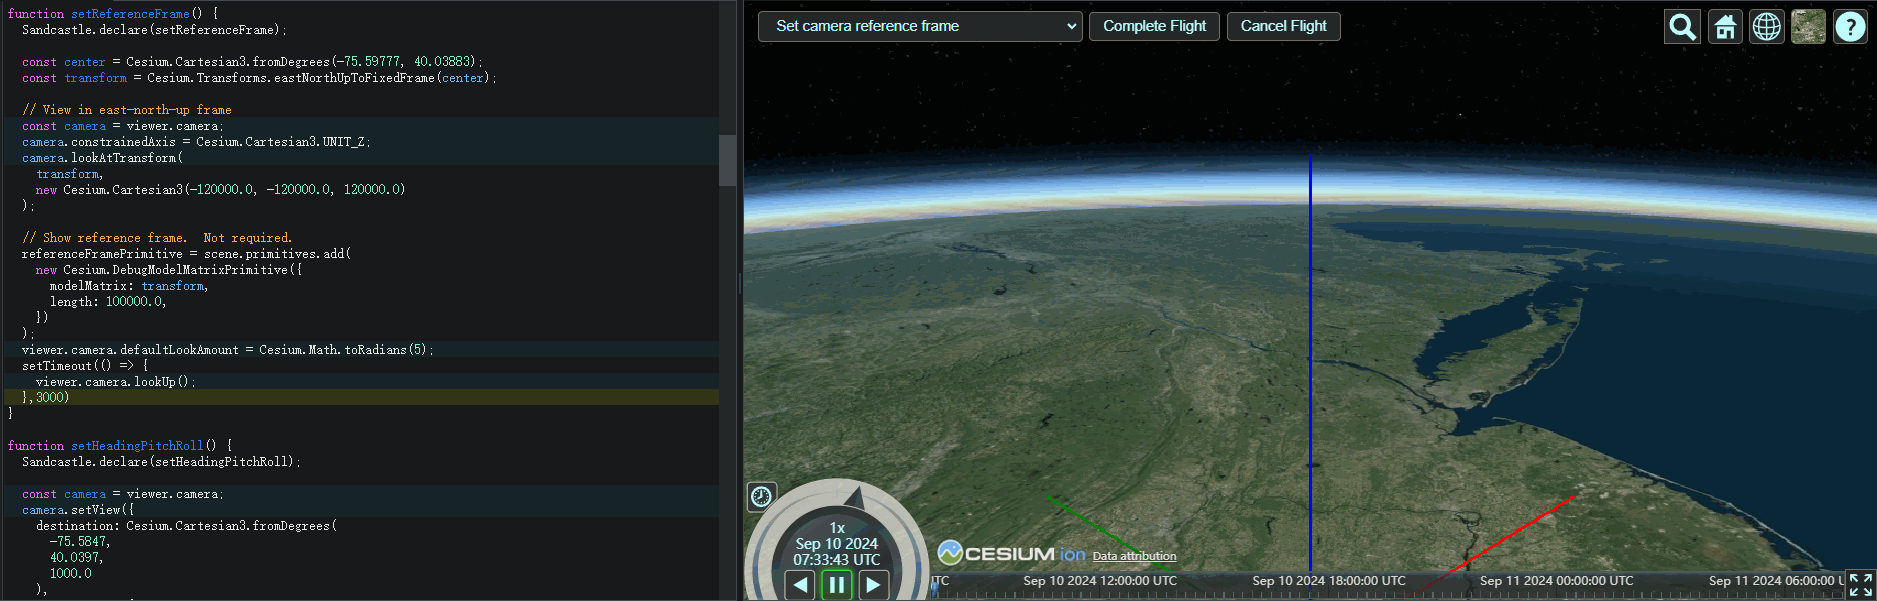 function setReferenceFrame() {
Sandcastle.declare(setReferenceFrame);
const center = Cesium.Cartesian3.fromDegrees(-75.59777, 40.03883);
const transform = Cesium.Transforms.eastNorthUpToFixedFrame(center);
// View in east-north-up frame
const camera = viewer.camera;
camera.constrainedAxis = Cesium.Cartesian3.UNIT_Z;
camera.lookAtTransform(
transform,
new Cesium.Cartesian3(-120000.0, -120000.0, 120000.0)
);
// Show reference frame.  Not required.
referenceFramePrimitive = scene.primitives.add(
new Cesium.DebugModelMatrixPrimitive({
modelMatrix: transform,
length: 100000.0,
})
);
viewer.camera.defaultLookAmount = Cesium.Math.toRadians(5);
setTimeout(() => {
viewer.camera.lookUp();
},3000)
}
function setHeadingPitchRoll() {
Sandcastle.declare(setHeadingPitchRoll);
const camera = viewer.camera;
camera.setView({
destination: Cesium.Cartesian3.fromDegrees(
-75.5847,
40.0397,
1000.0
),
Set camera reference frame
Complete Flight
Cancel Flight
?
1x
Sep 10 2024
07:33:43 UTC
CESIUM ion
Data attribution
TC
Sep 10 2024 12:00:00 UTC
Sep 10 2024 18:00:00 UTC
Sep 11 2024 00:00:00 UTC
Sep 11 2024 06:00:00 U